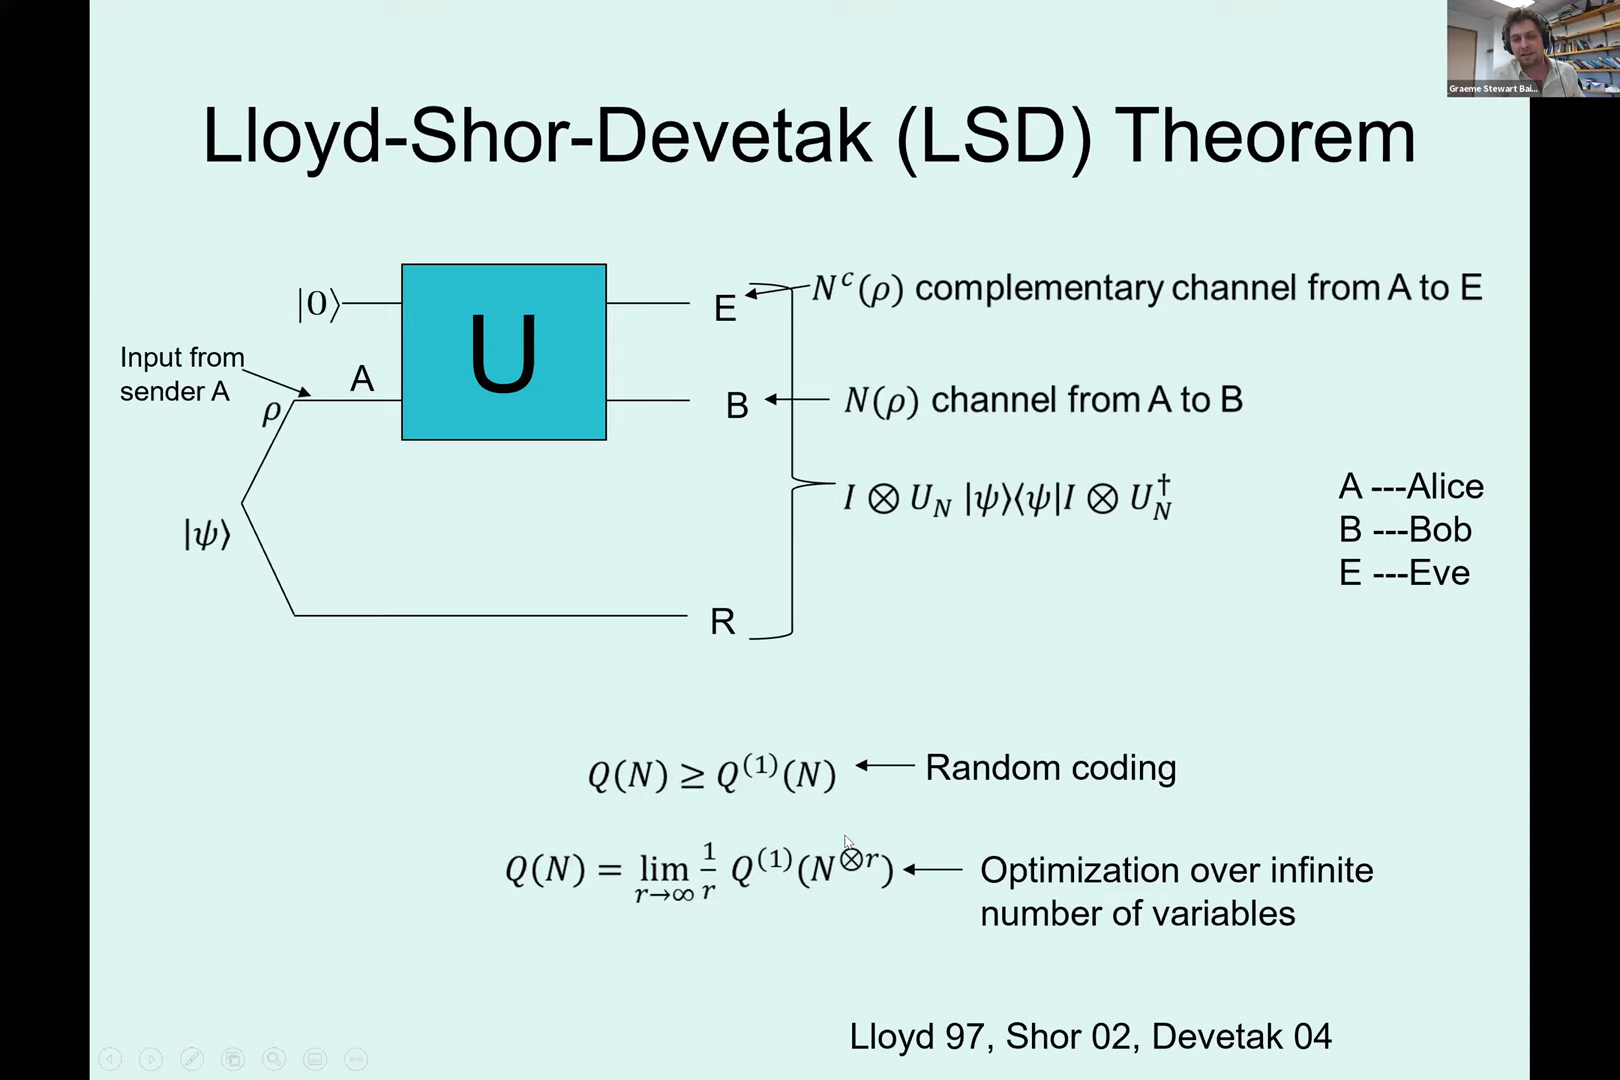 Graeme Stewart Bai...
Lloyd-Shor-Devetak (LSD) Theorem
|0⟩
U
E
N^c(ρ) complementary channel from A to E
Input from
sender A
A
ρ
B
N(ρ) channel from A to B
I ⊗ U_N |ψ⟩⟨ψ|I ⊗ U_N^†
A ---Alice
B ---Bob
E ---Eve
|ψ⟩
R
Q(N) ≥ Q^(1)(N)
Random coding
Q(N) = lim_{r→∞} 1/r Q^(1)(N^⊗r)
Optimization over infinite
number of variables
Lloyd 97, Shor 02, Devetak 04